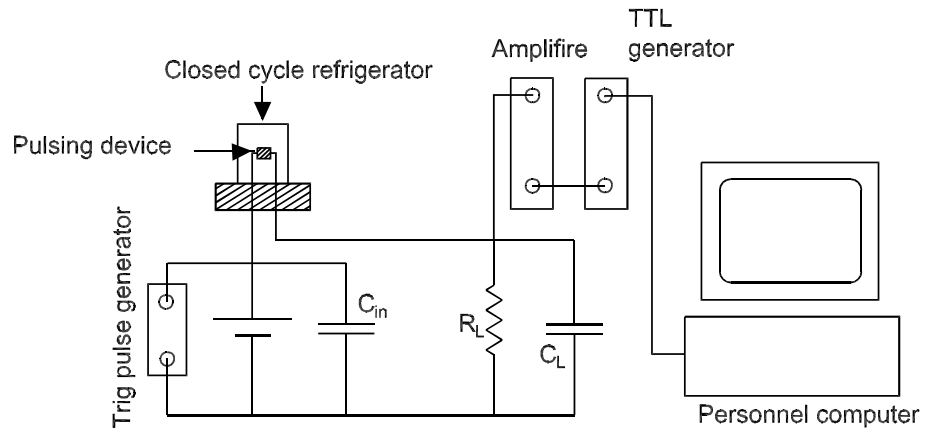 TTL
generator
Amplifire
Closed cycle refrigerator
Pulsing device
Trig pulse generator
Cin
RL
CL
Personnel computer